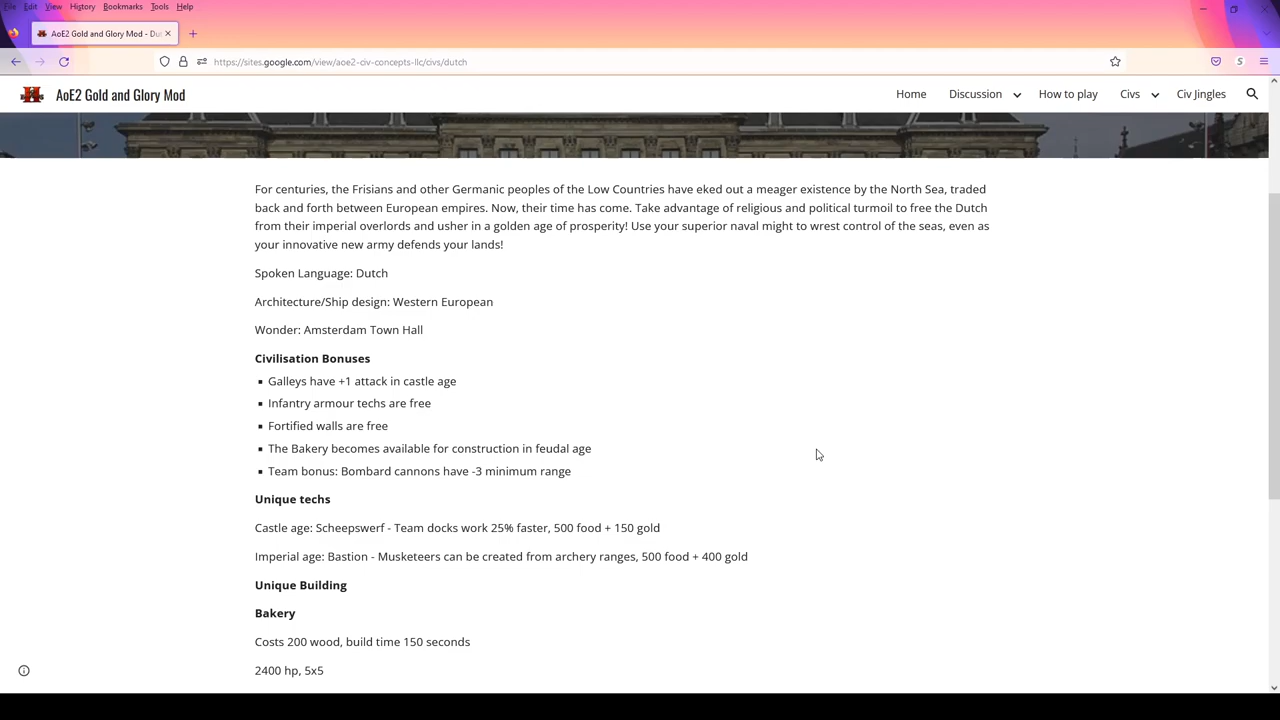 File Edit View History Bookmarks Tools Help
AoE2 Gold and Glory Mod - Du
https://sites.google.com/view/aoe2-civ-concepts-llc/civs/dutch
AoE2 Gold and Glory Mod Home Discussion How to play Civs Civ Jingles
For centuries, the Frisians and other Germanic peoples of the Low Countries have eked out a meager existence by the North Sea, traded
back and forth between European empires. Now, their time has come. Take advantage of religious and political turmoil to free the Dutch
from their imperial overlords and usher in a golden age of prosperity! Use your superior naval might to wrest control of the seas, even as
your innovative new army defends your lands!
Spoken Language: Dutch
Architecture/Ship design: Western European
Wonder: Amsterdam Town Hall
Civilisation Bonuses
▪ Galleys have +1 attack in castle age
▪ Infantry armour techs are free
▪ Fortified walls are free
▪ The Bakery becomes available for construction in feudal age
▪ Team bonus: Bombard cannons have -3 minimum range
Unique techs
Castle age: Scheepswerf - Team docks work 25% faster, 500 food + 150 gold
Imperial age: Bastion - Musketeers can be created from archery ranges, 500 food + 400 gold
Unique Building
Bakery
Costs 200 wood, build time 150 seconds
2400 hp, 5x5